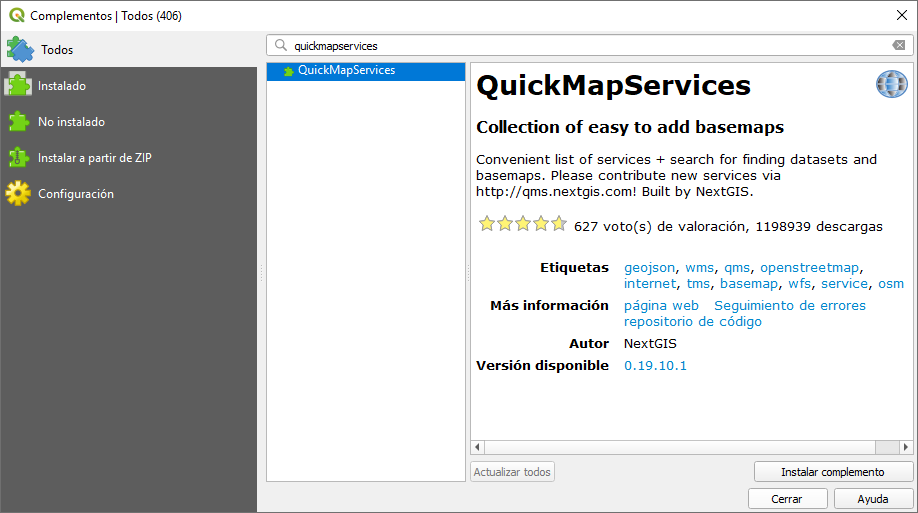 Complementos | Todos (406)
Todos
Instalado
No instalado
Instalar a partir de ZIP
Configuración
quickmapservices
QuickMapServices
QuickMapServices
Collection of easy to add basemaps
Convenient list of services + search for finding datasets and
basemaps. Please contribute new services via
http://qms.nextgis.com! Built by NextGIS.
627 voto(s) de valoración, 1198939 descargas
Etiquetas geojson, wms, qms, openstreetmap,
internet, tms, basemap, wfs, service, osm
Más información página web Seguimiento de errores
repositorio de código
Autor NextGIS
Versión disponible 0.19.10.1
Actualizar todos
Instalar complemento
Cerrar
Ayuda